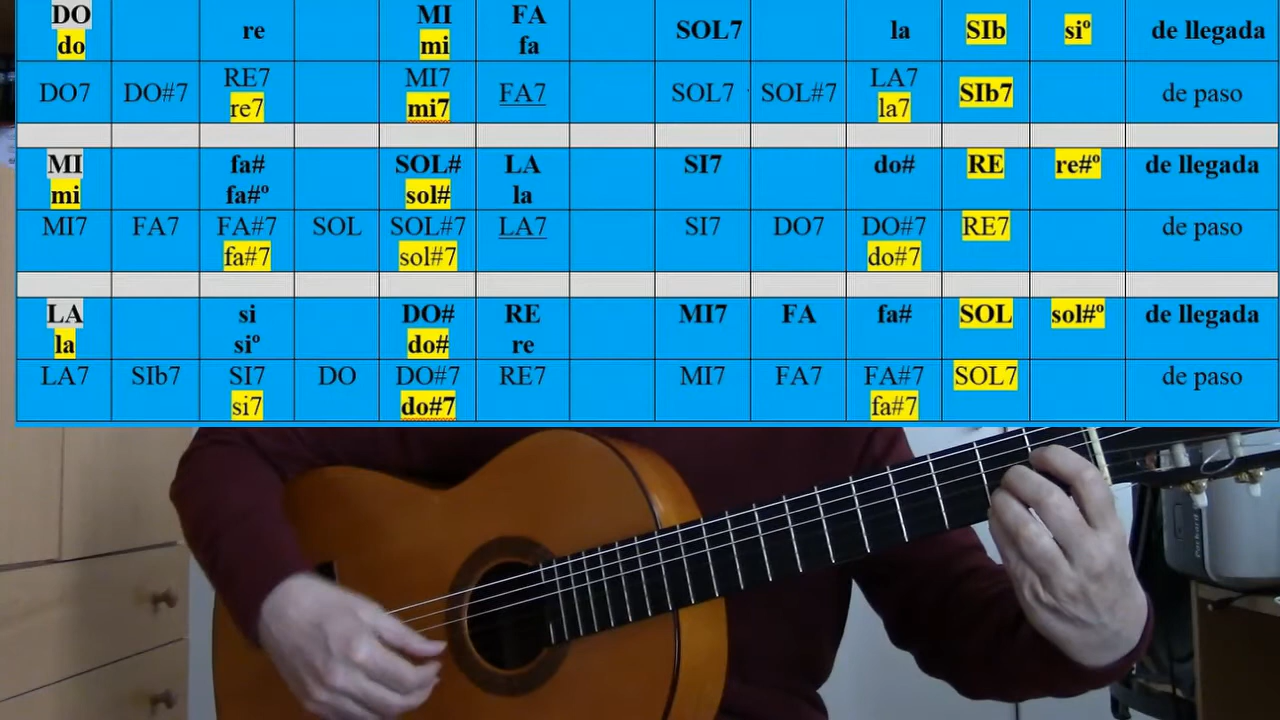 DO re MI FA SOL7 la SIb siº de llegada
do mi fa
DO7 DO#7 RE7 MI7 FA7 SOL7 SOL#7 LA7 SIb7 de paso
re7 mi7 la7
MI fa# SOL# LA SI7 do# RE re#º de llegada
mi fa#º sol# la
MI7 FA7 FA#7 SOL SOL#7 LA7 SI7 DO7 DO#7 RE7 de paso
fa#7 sol#7 do#7
LA si DO# RE MI7 FA fa# SOL sol#º de llegada
la siº do# re
LA7 SIb7 SI7 DO DO#7 RE7 MI7 FA7 FA#7 SOL7 de paso
si7 do#7 fa#7